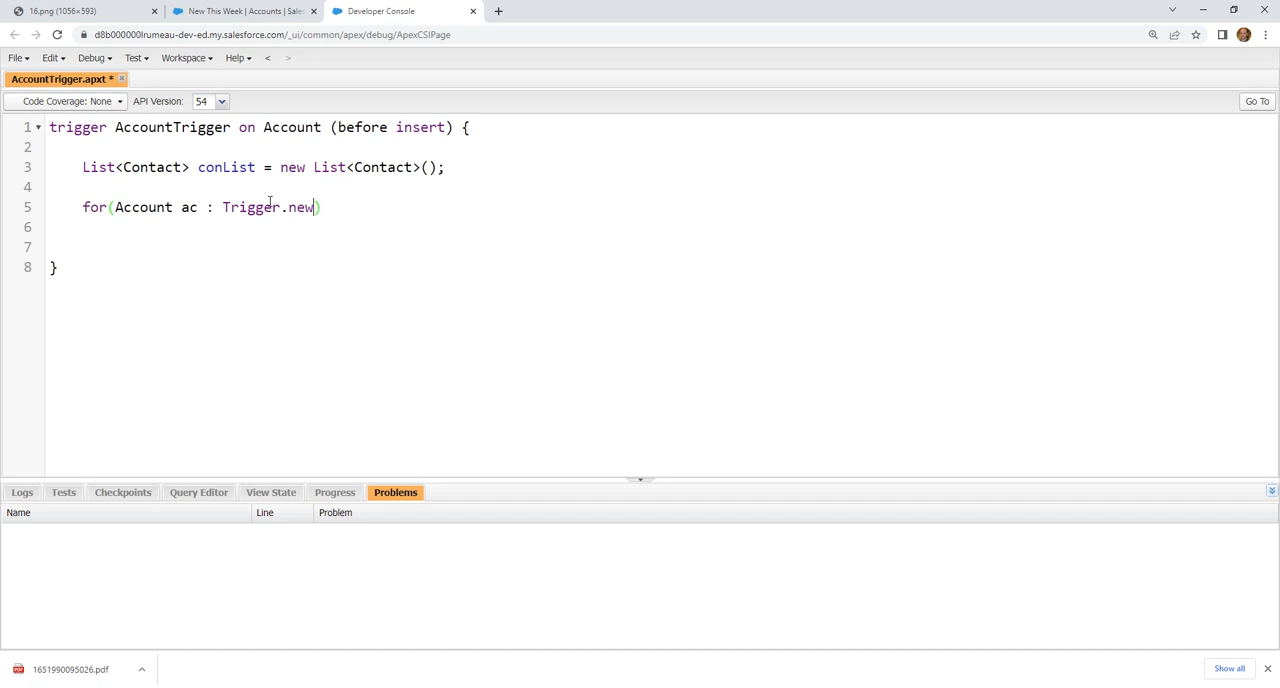 16.png (1056×593)
New This Week | Accounts | Sales
Developer Console
d8b000000lrumeau-dev-ed.my.salesforce.com/_ui/common/apex/debug/ApexCSIPage
File Edit Debug Test Workspace Help < >
AccountTrigger.apxt *
Code Coverage: None API Version: 54 Go To
1 trigger AccountTrigger on Account (before insert) {
2
3 List<Contact> conList = new List<Contact>();
4
5 for(Account ac : Trigger.new)
6
7
8 }
Logs Tests Checkpoints Query Editor View State Progress Problems
Name Line Problem
1651990095026.pdf
Show all